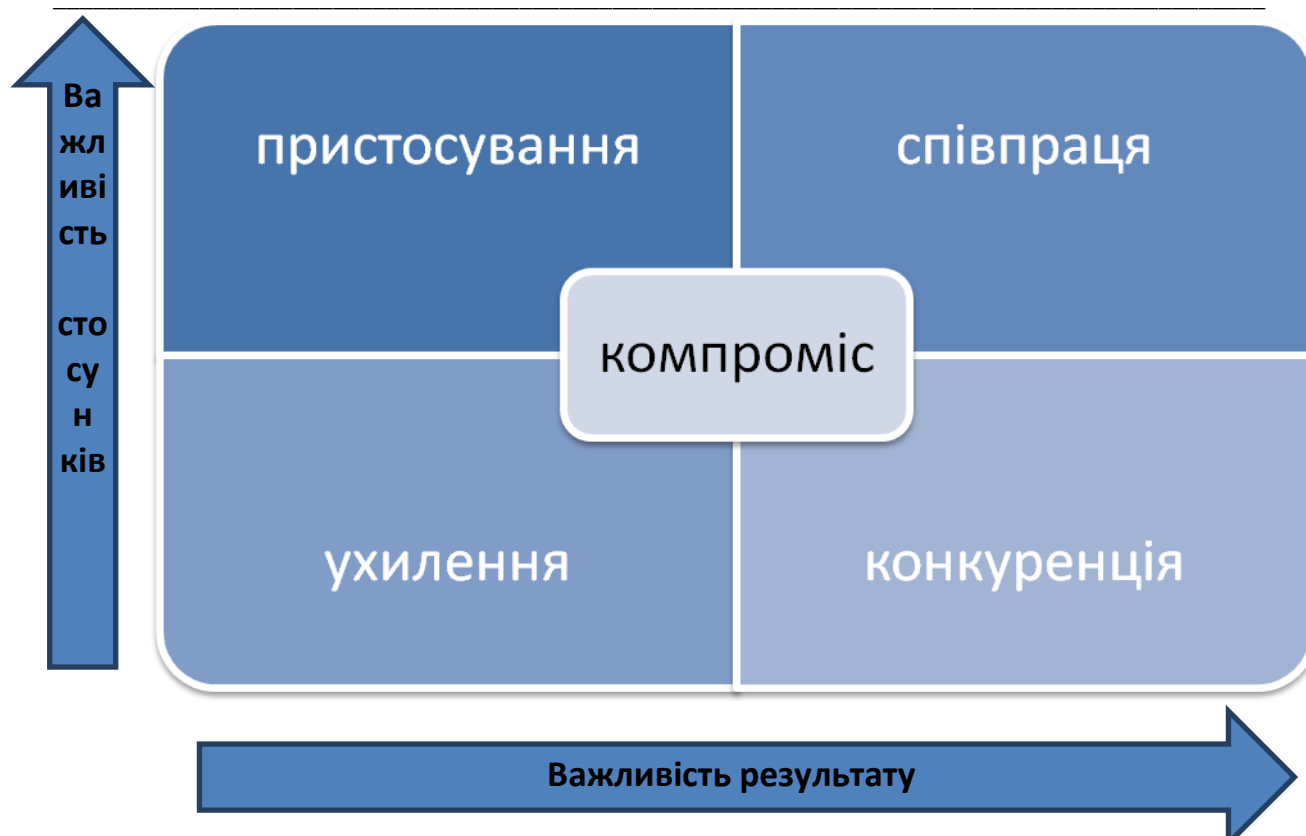 Ва
жл
иві
сть
сто
су
н
ків
пристосування
співпраця
компроміс
ухилення
конкуренція
Важливість результату